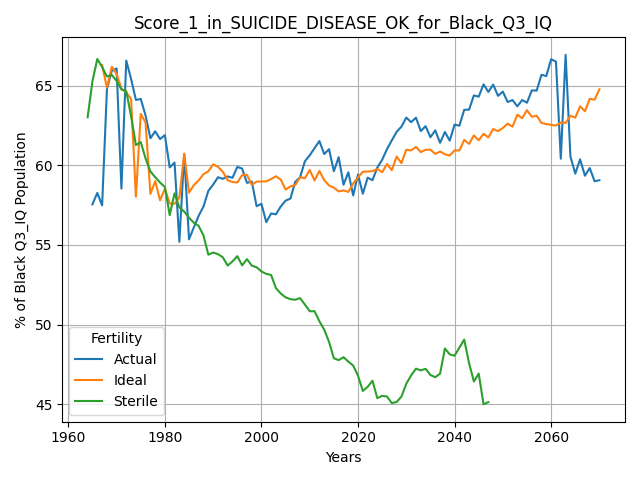 Score_1_in_SUICIDE_DISEASE_OK_for_Black_Q3_IQ
% of Black Q3_IQ Population
65
60
55
50
45
Fertility
Actual
Ideal
Sterile
1960 1980 2000 2020 2040 2060
Years